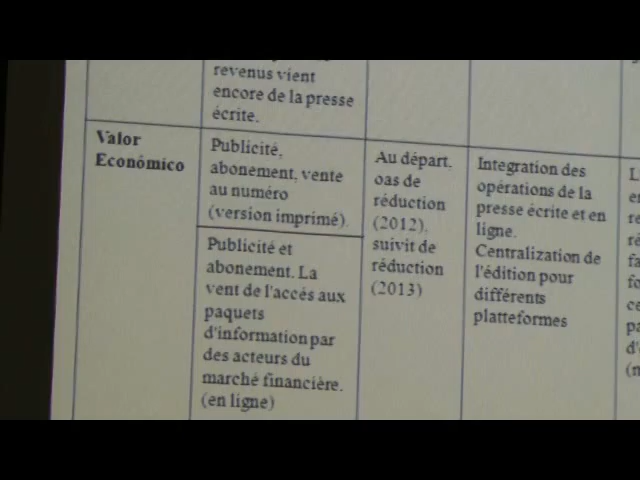 revenus vient
encore de la presse
écrite.
Valor
Económico
Publicité,
abonement, vente
au numéro
(version imprimé).
Publicité et
abonement. La
vent de l'accés aux
paquets
d'information par
des acteurs du
marché financière.
(en ligne)
Au départ,
oas de
réduction
(2012),
suivit de
réduction
(2013)
Integration des
opérations de la
presse écrite et en
ligne.
Centralization de
l'édition pour
différents
platteformes